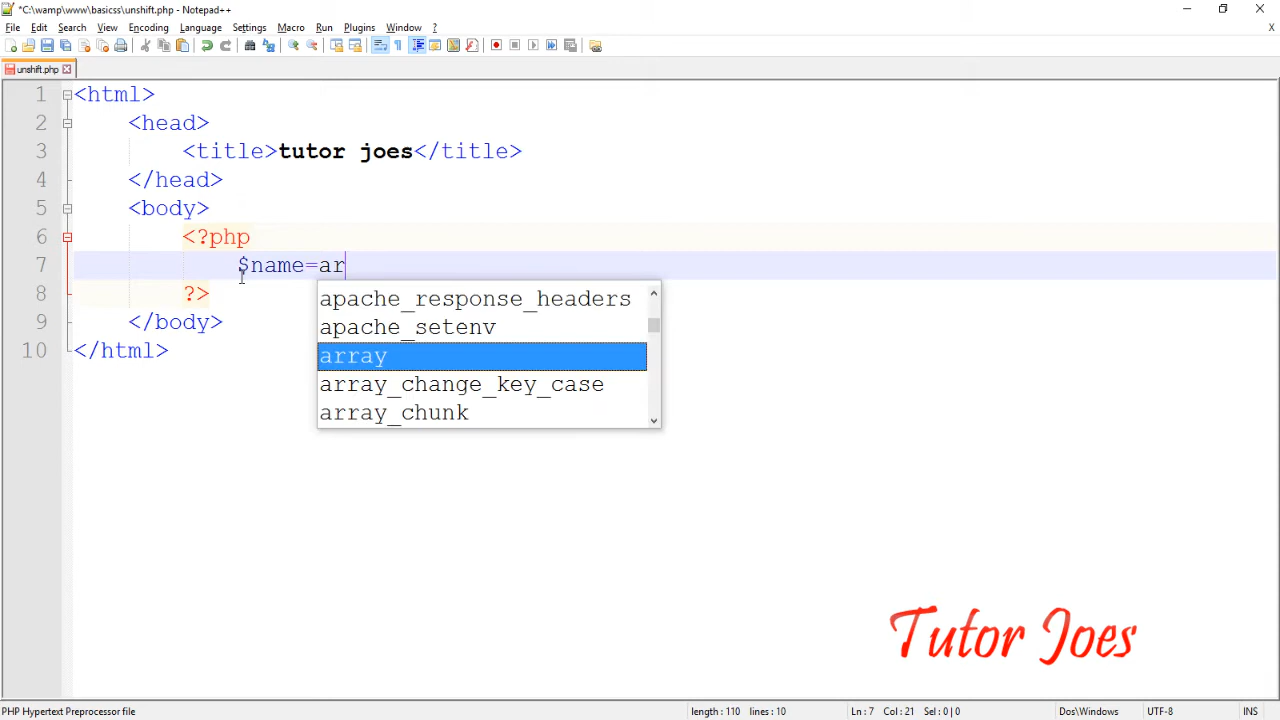 *C:\wamp\www\basicss\unshift.php - Notepad++
File Edit Search View Encoding Language Settings Macro Run Plugins Window ?
X
unshift.php
1 <html>
2 <head>
3 <title>tutor joes</title>
4 </head>
5 <body>
6 <?php
7 $name=ar
8 ?>
9 </body>
10 </html>
apache_response_headers
apache_setenv
array
array_change_key_case
array_chunk
Tutor Joes
PHP Hypertext Preprocessor file length : 110 lines : 10 Ln : 7 Col : 21 Sel : 0 | 0 Dos\Windows UTF-8 INS